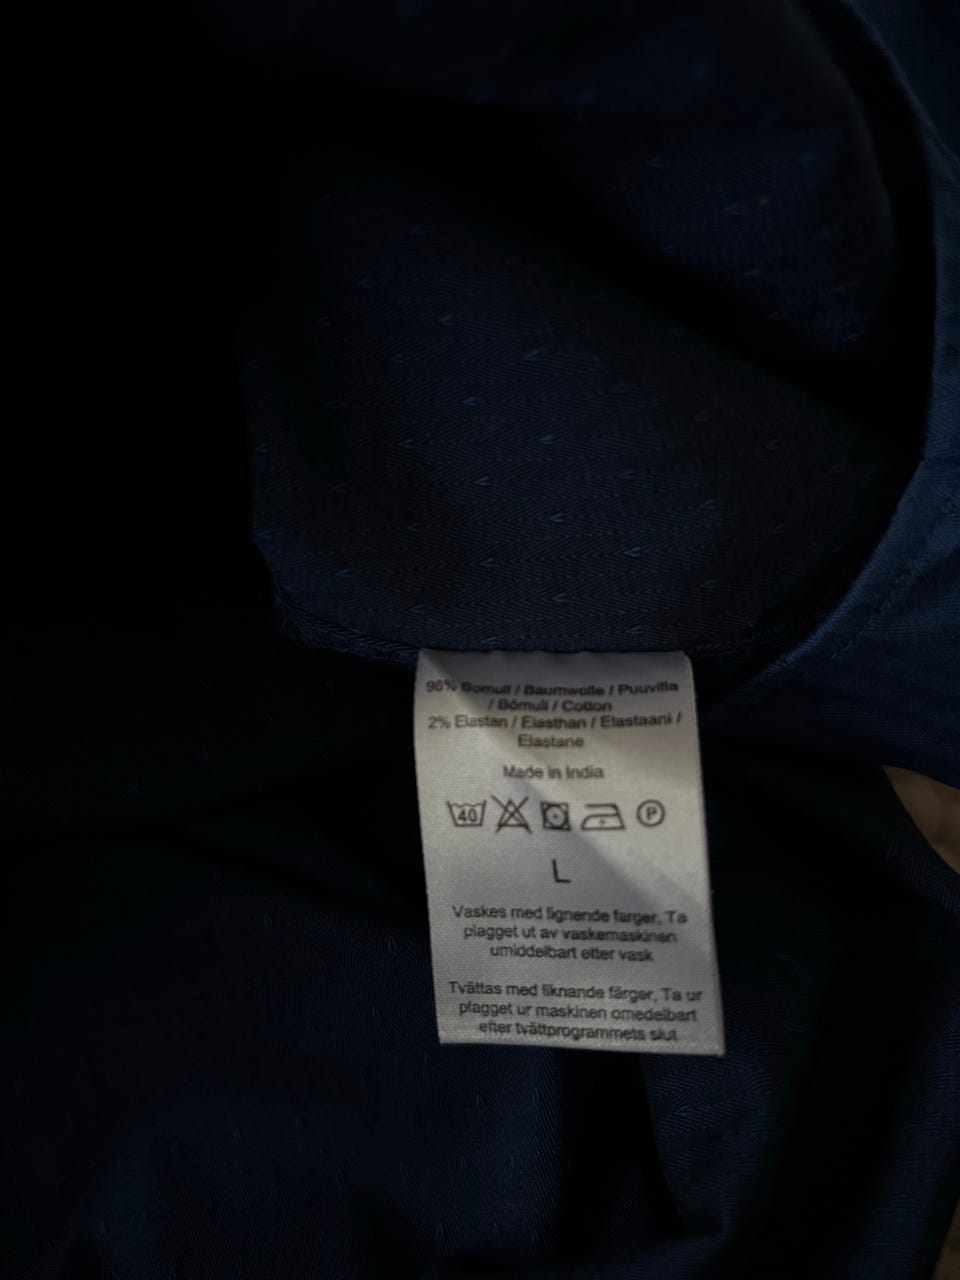 98% Bomull / Baumwolle / Puuvilla
/ Bómull / Cotton
2% Elastan / Elasthan / Elastaani /
Elastane
Made in India
40 P
L
Vaskes med lignende farger, Ta
plagget ut av vaskemaskinen
umiddelbart etter vask
Tvättas med liknande färger, Ta ur
plagget ur maskinen omedelbart
efter tvättprogrammets slut